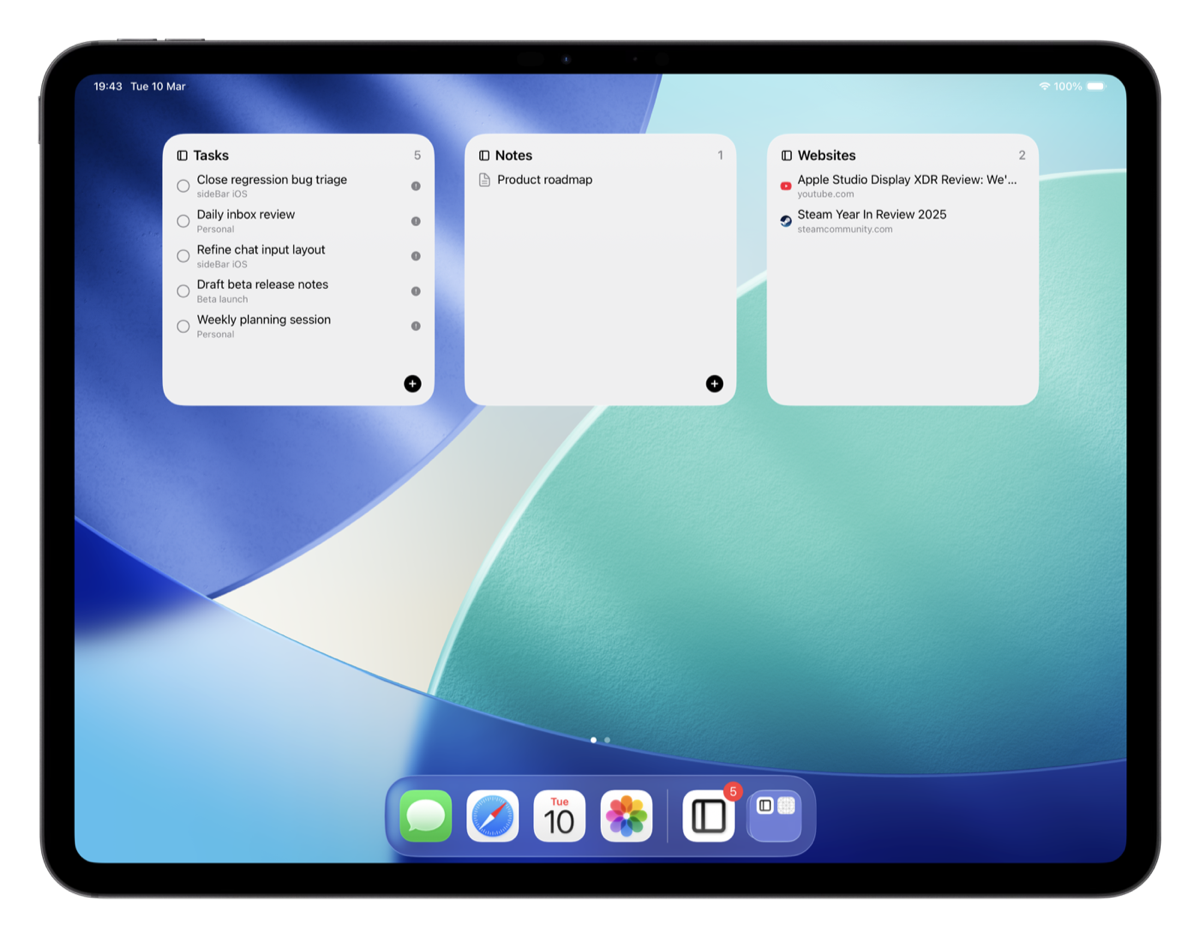 19:43 Tue 10 Mar
100%
Tasks 5
Close regression bug triage
sideBar iOS
Daily inbox review
Personal
Refine chat input layout
sideBar iOS
Draft beta release notes
Beta launch
Weekly planning session
Personal
Notes 1
Product roadmap
Websites 2
Apple Studio Display XDR Review: We'...
youtube.com
Steam Year In Review 2025
steamcommunity.com
Tue
10
5